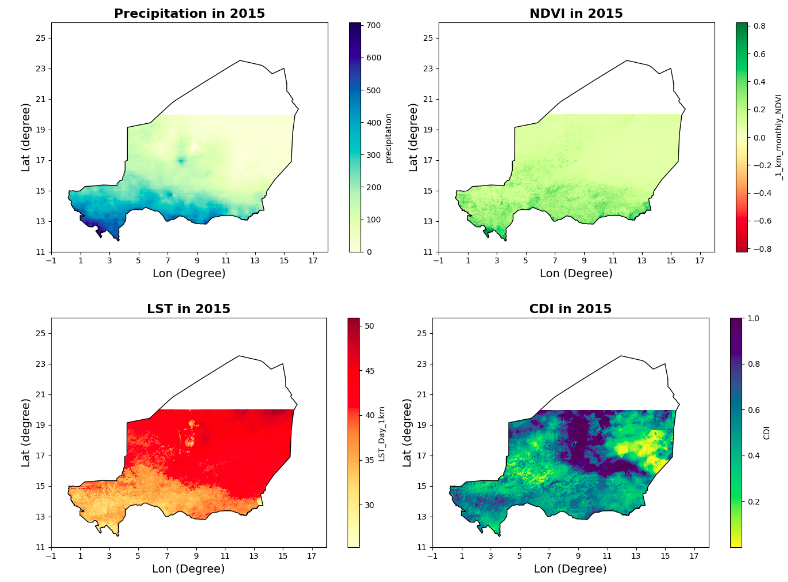 Precipitation in 2015
25
23
21
19
17
15
13
11
−1 1 3 5 7 9 11 13 15 17
Lat (degree)
Lon (Degree)
700
600
500
400
300
200
100
0
precipitation
NDVI in 2015
25
23
21
19
17
15
13
11
−1 1 3 5 7 9 11 13 15 17
Lat (degree)
Lon (Degree)
0.8
0.6
0.4
0.2
0.0
−0.2
−0.4
−0.6
−0.8
_1_km_monthly_NDVI
LST in 2015
25
23
21
19
17
15
13
11
−1 1 3 5 7 9 11 13 15 17
Lat (degree)
Lon (Degree)
50
45
40
35
30
LST_Day_1km
CDI in 2015
25
23
21
19
17
15
13
11
−1 1 3 5 7 9 11 13 15 17
Lat (degree)
Lon (Degree)
1.0
0.8
0.6
0.4
0.2
CDI